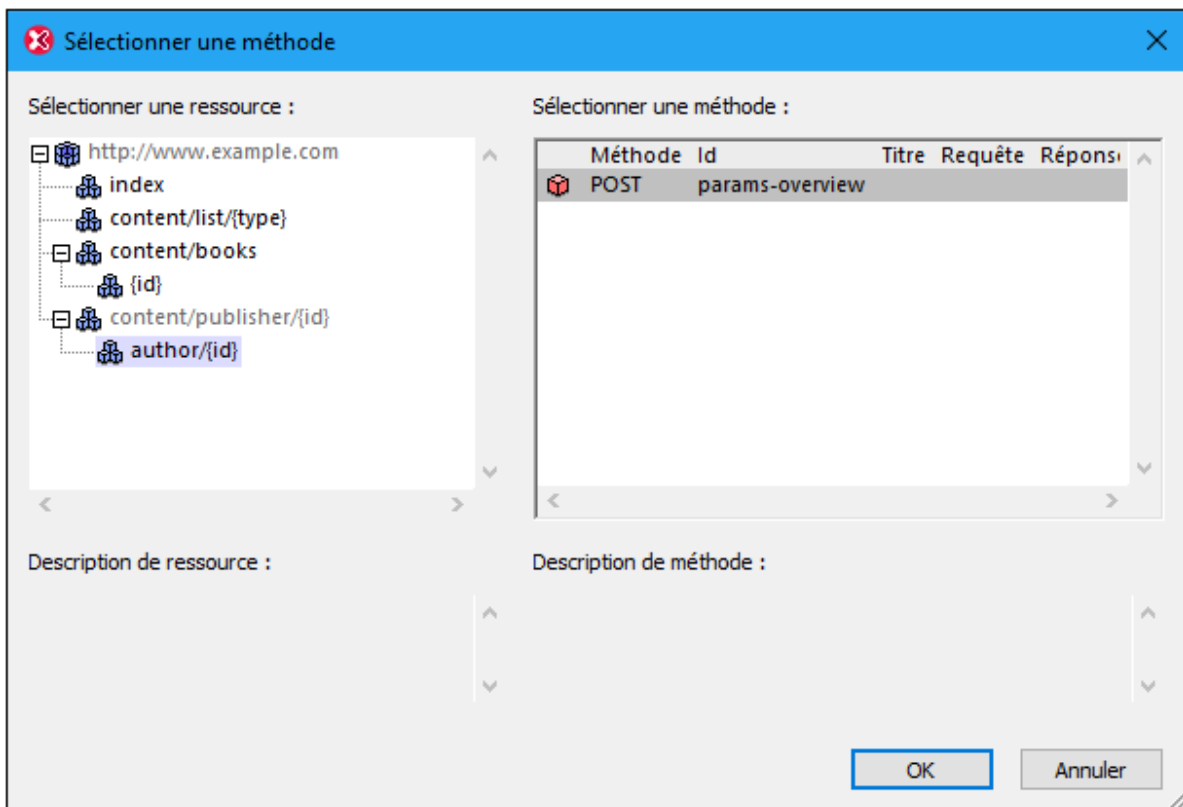 Sélectionner une méthode
Sélectionner une ressource :
http://www.example.com
index
content/list/{type}
content/books
{id}
content/publisher/{id}
author/{id}
Sélectionner une méthode :
Méthode Id Titre Requête Répons
POST params-overview
Description de ressource :
Description de méthode :
OK Annuler